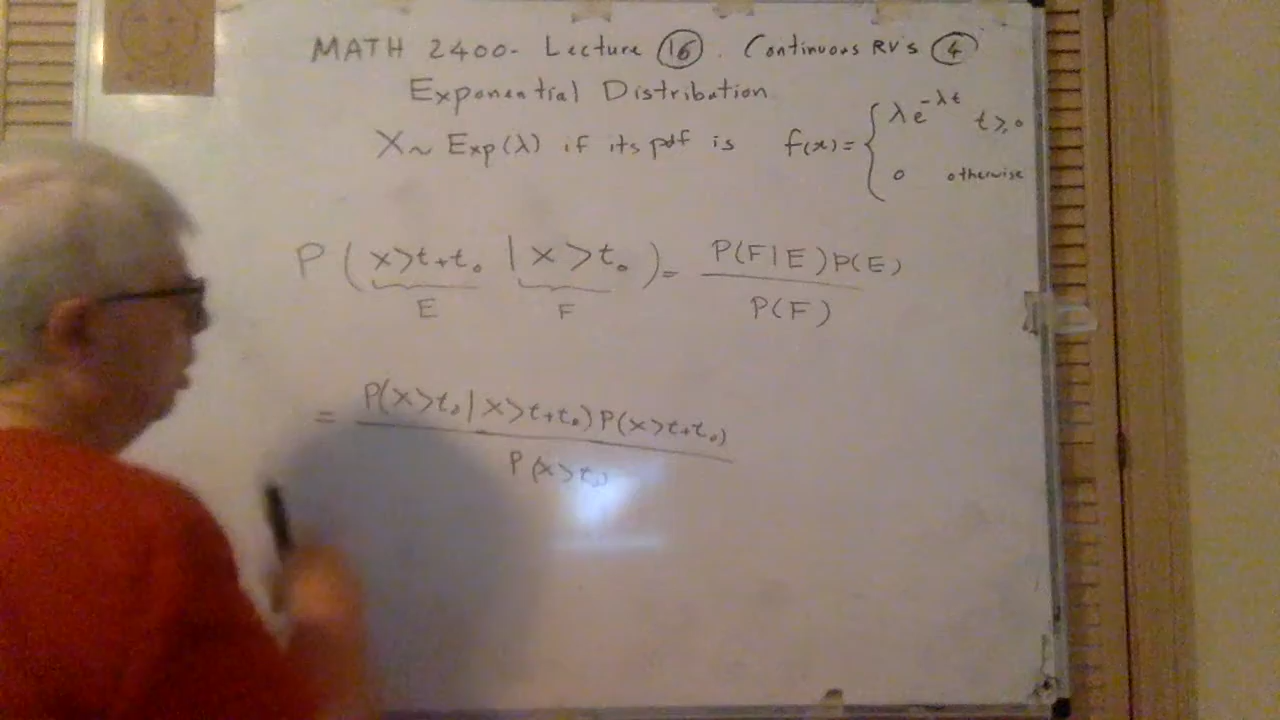 MATH 2400- Lecture ⑯. Continuous RV's ④
Exponential Distribution
X~ Exp(λ) if its pdf is f(x)= { λe^-λt t≥0
0 otherwise
P(x>t+t₀ | x>t₀)= P(F|E)P(E)
E F P(F)
= P(x>t₀|x>t+t₀)P(x>t+t₀)
P(x>t₀